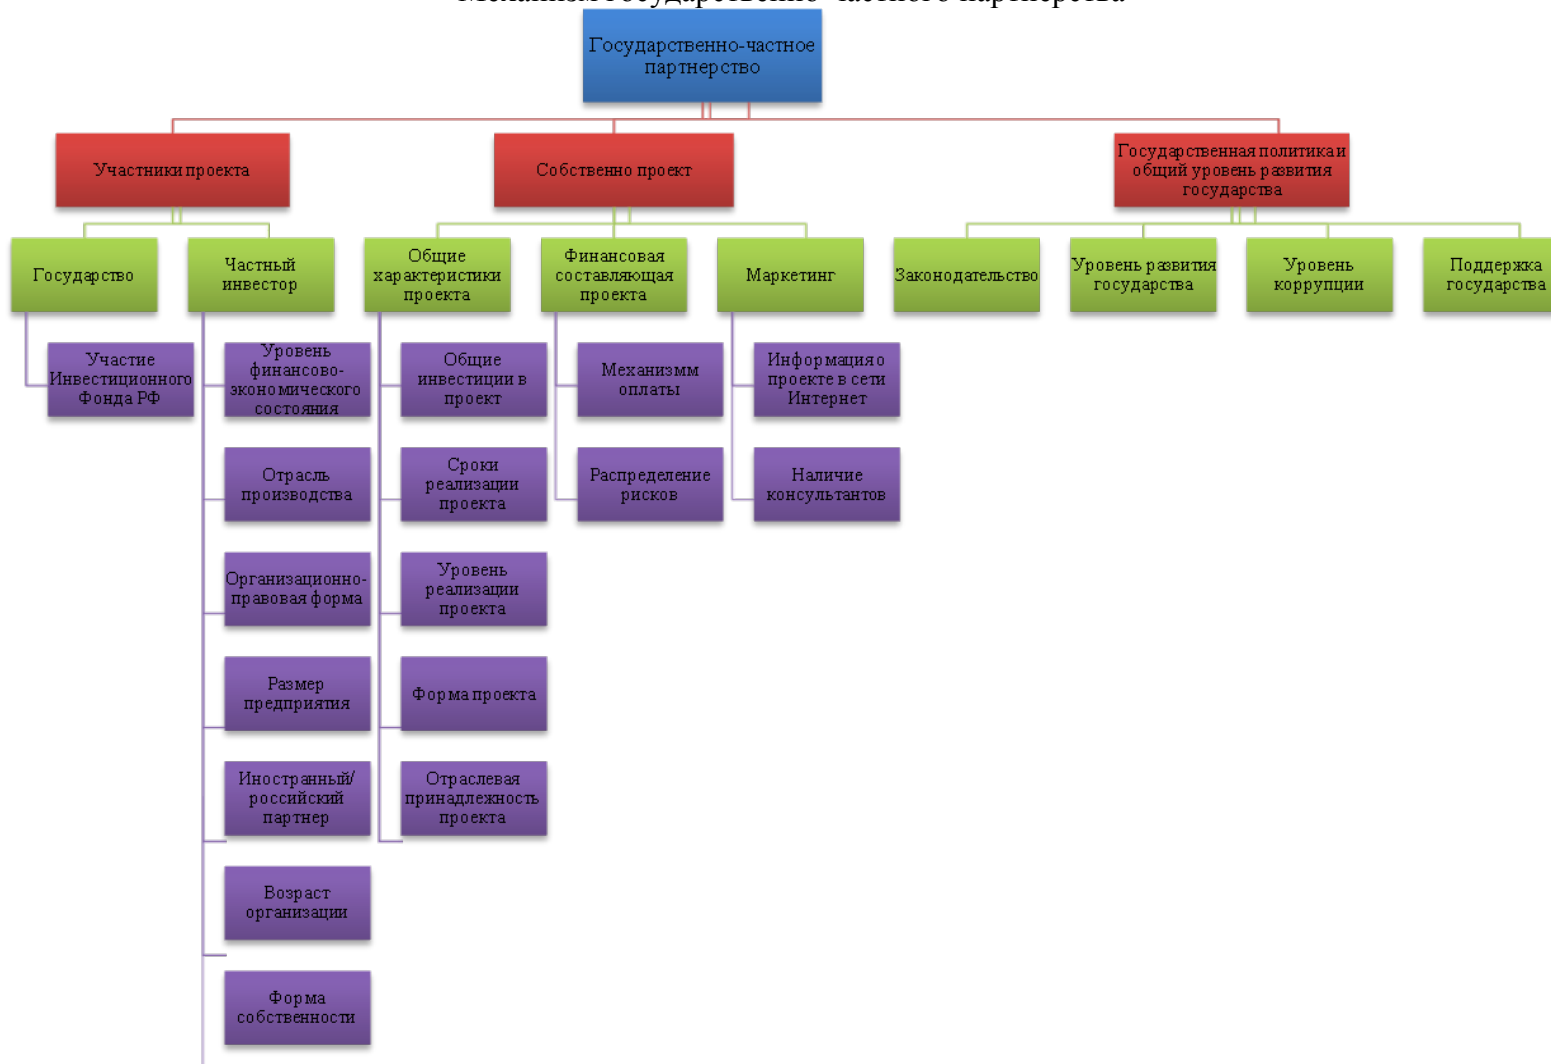 Механизм государственно-частного партнерства
Государственно-частное
партнерство
Участники проекта
Собственно проект
Государственная политика и
общий уровень развития
государства
Государство
Частный
инвестор
Общие
характеристики
проекта
Финансовая
составляющая
проекта
Маркетинг
Законодательство
Уровень развития
государства
Уровень
коррупции
Поддержка
государства
Участие
Инвестиционного
Фонда РФ
Уровень
финансово-
экономического
состояния
Общие
инвестиции в
проект
Механизмм
оплаты
Информация о
проекте в сети
Интернет
Отрасль
производства
Сроки
реализации
проекта
Распределение
рисков
Наличие
консультантов
Организационно-
правовая форма
Уровень
реализации
проекта
Размер
предприятия
Форма проекта
Иностранный/
российский
партнер
Отраслевая
принадлежность
проекта
Возраст
организации
Форма
собственности